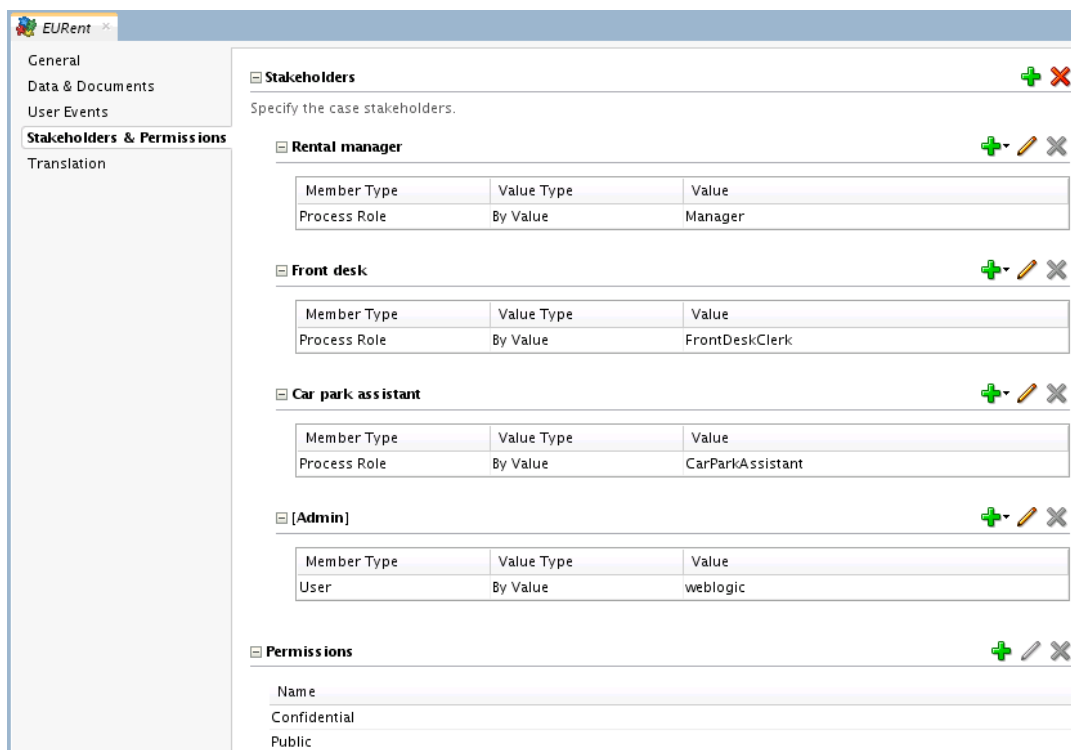 EURent
General
Data & Documents
User Events
Stakeholders & Permissions
Translation
Stakeholders
Specify the case stakeholders.
Rental manager
Member Type Value Type Value
Process Role By Value Manager
Front desk
Member Type Value Type Value
Process Role By Value FrontDeskClerk
Car park assistant
Member Type Value Type Value
Process Role By Value CarParkAssistant
[Admin]
Member Type Value Type Value
User By Value weblogic
Permissions
Name
Confidential
Public